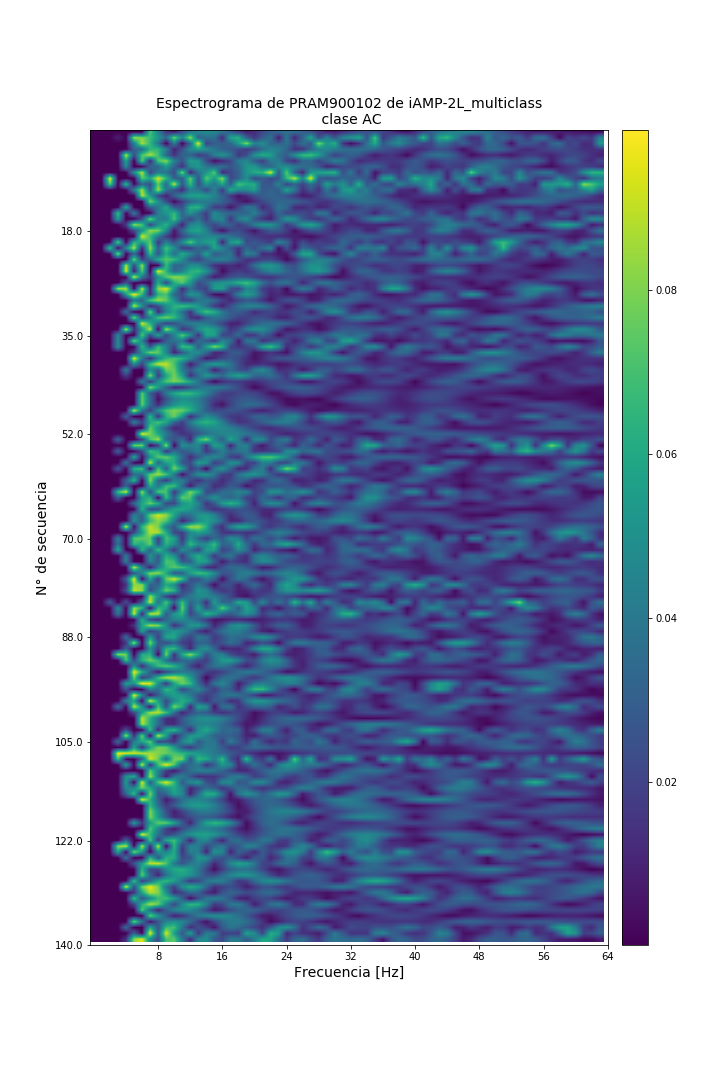 Espectrograma de PRAM900102 de iAMP-2L_multiclass
clase AC
18.0
35.0
52.0
70.0
88.0
105.0
122.0
140.0
N° de secuencia
8 16 24 32 40 48 56 64
Frecuencia [Hz]
0.08
0.06
0.04
0.02